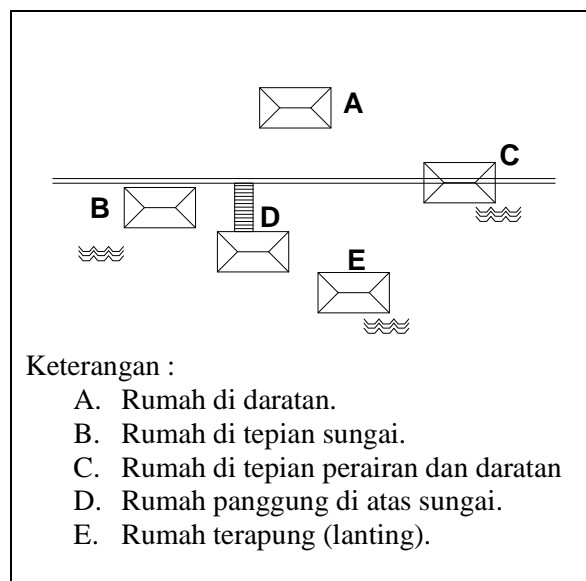 A
C
B
D
E
Keterangan :
A. Rumah di daratan.
B. Rumah di tepian sungai.
C. Rumah di tepian perairan dan daratan
D. Rumah panggung di atas sungai.
E. Rumah terapung (lanting).